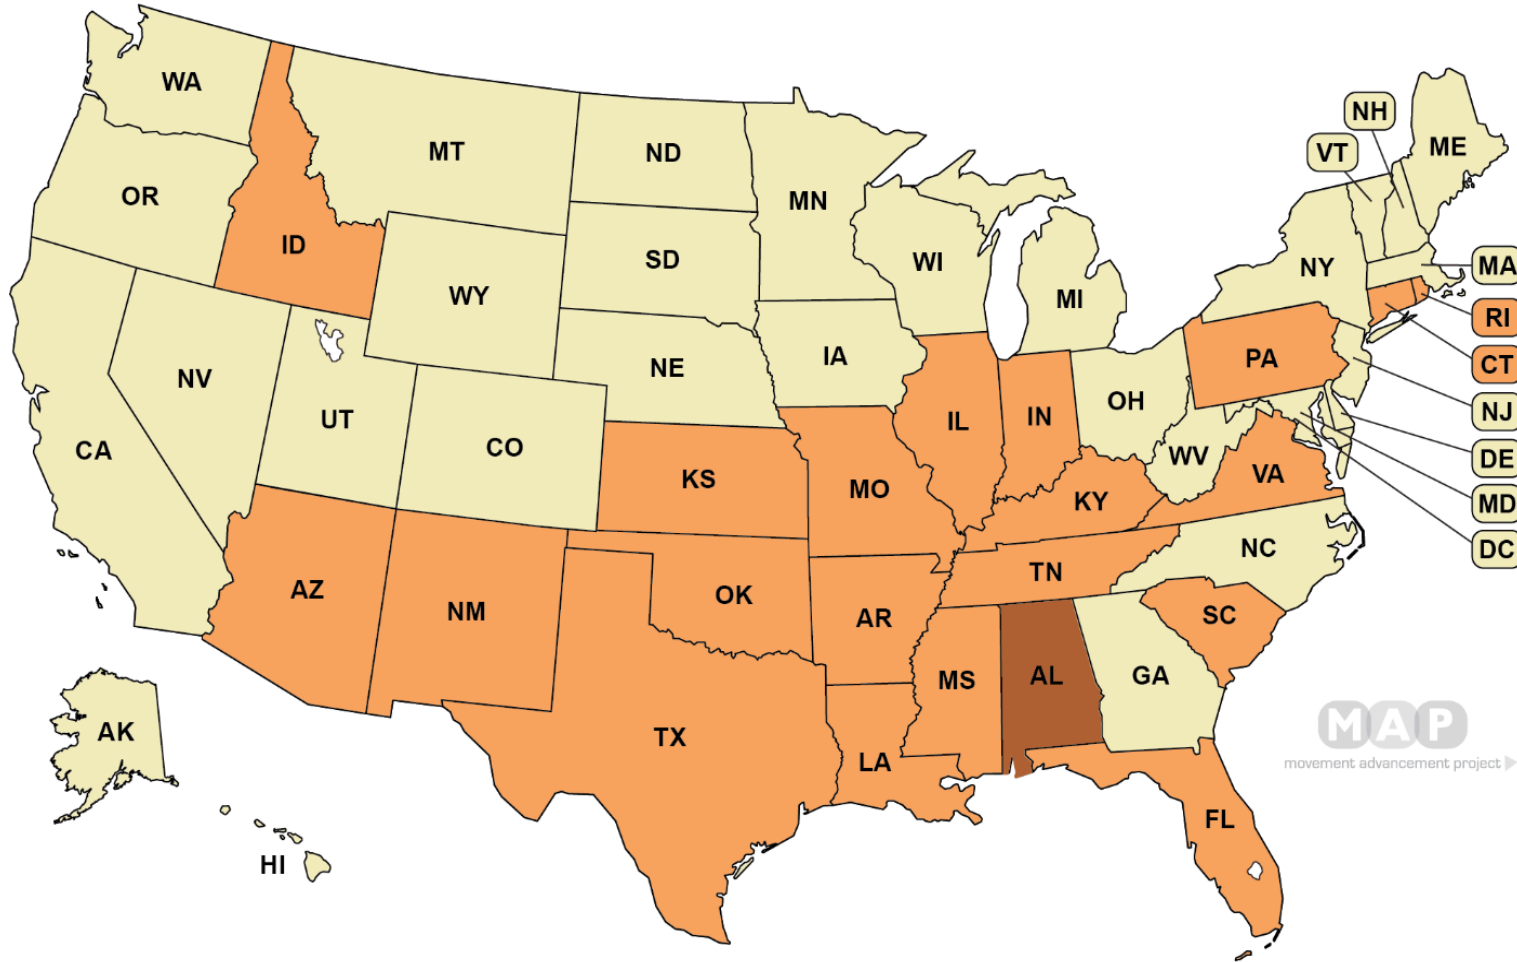 WA
MT
ND
MN
OR
ID
WY
SD
WI
MI
NH
VT
ME
NY
MA
RI
CT
NJ
DE
MD
DC
NV
UT
CA
CO
NE
IA
IL
IN
OH
PA
WV
VA
KS
MO
KY
NC
TN
AZ
NM
OK
AR
SC
MS
AL
GA
TX
LA
FL
AK
HI
MAP
movement advancement project